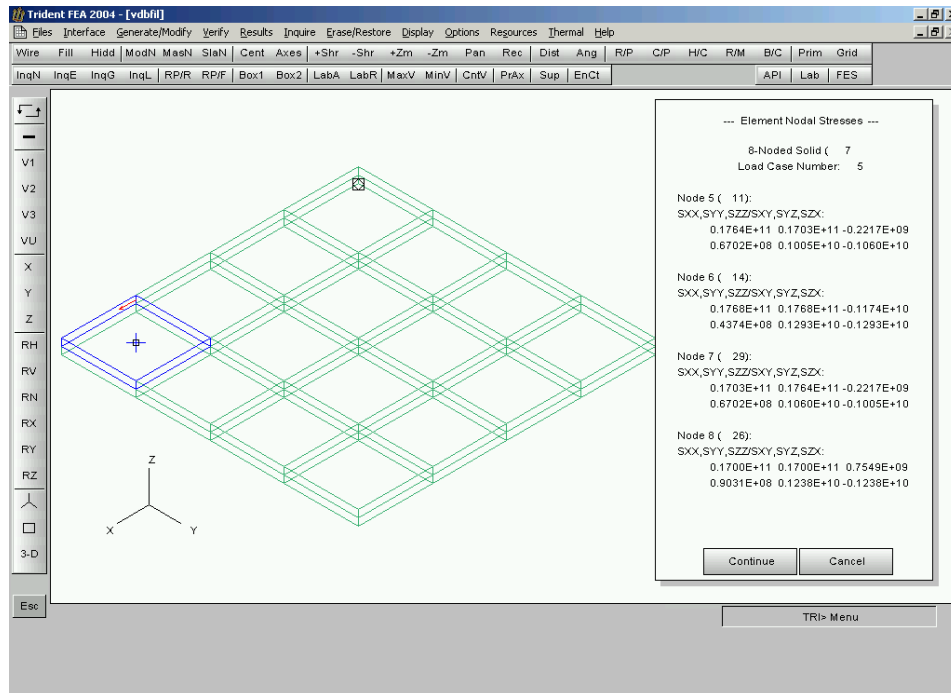 Trident FEA 2004 - [vdbfil]
Files Interface Generate/Modify Verify Results Inquire Erase/Restore Display Options Resources Thermal Help
Wire Fill Hidd ModN MasN SlaN Cent Axes +Shr -Shr +Zm -Zm Pan Rec Dist Ang R/P C/P H/C R/M B/C Prim Grid
InqN InqE InqG InqL RP/R RP/F Box1 Box2 LabA LabR MaxV MinV CntV PrAx Sup EnCt API Lab FES
V1
V2
V3
VU
X
Y
Z
RH
RV
RN
RX
RY
RZ
3-D
Esc
Z
X
Y
--- Element Nodal Stresses ---
8-Noded Solid ( 7
Load Case Number: 5
Node 5 ( 11):
SXX,SYY,SZZ/SXY,SYZ,SZX:
0.1764E+11 0.1703E+11 -0.2217E+09
0.6702E+08 0.1005E+10 -0.1060E+10
Node 6 ( 14):
SXX,SYY,SZZ/SXY,SYZ,SZX:
0.1768E+11 0.1768E+11 -0.1174E+10
0.4374E+08 0.1293E+10 -0.1293E+10
Node 7 ( 29):
SXX,SYY,SZZ/SXY,SYZ,SZX:
0.1703E+11 0.1764E+11 -0.2217E+09
0.6702E+08 0.1060E+10 -0.1005E+10
Node 8 ( 26):
SXX,SYY,SZZ/SXY,SYZ,SZX:
0.1700E+11 0.1700E+11 0.7549E+09
0.9031E+08 0.1238E+10 -0.1238E+10
Continue Cancel
TRI> Menu